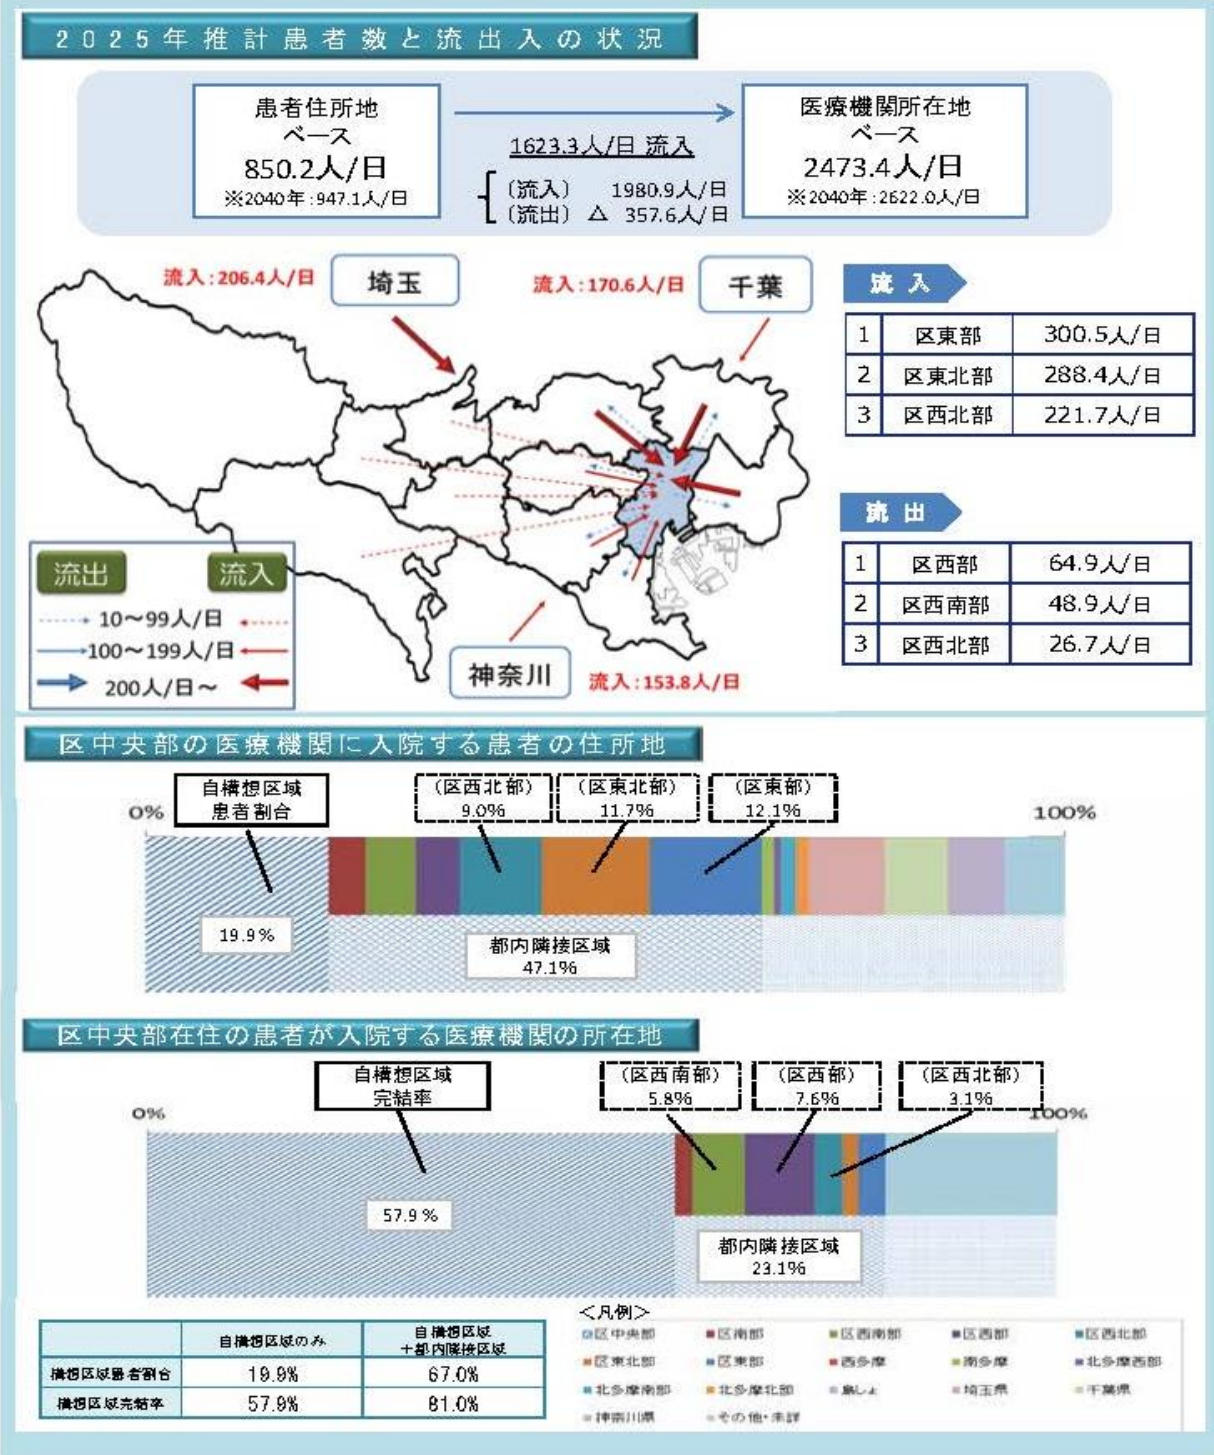 2025年推計患者数と流出入の状況
患者住所地
ベース
850.2人/日
※2040年:947.1人/日
1623.3人/日 流入
（流入） 1980.9人/日
（流出） △ 357.6人/日
医療機関所在地
ベース
2473.4人/日
※2040年:2622.0人/日
流入:206.4人/日
埼玉
流入:170.6人/日
千葉
流入
1 区東部 300.5人/日
2 区東北部 288.4人/日
3 区西北部 221.7人/日
流出
1 区西部 64.9人/日
2 区西南部 48.9人/日
3 区西北部 26.7人/日
流出 流入
10～99人/日
100～199人/日
200人/日～
神奈川
流入:153.8人/日
区中央部の医療機関に入院する患者の住所地
自構想区域
患者割合
（区西北部）
9.0%
（区東北部）
11.7%
（区東部）
12.1%
0%
100%
19.9%
都内隣接区域
47.1%
区中央部在住の患者が入院する医療機関の所在地
自構想区域
完結率
（区西南部）
5.8%
（区西部）
7.6%
（区西北部）
3.1%
0%
100%
57.9%
都内隣接区域
23.1%
自構想区域のみ
自構想区域
＋都内隣接区域
構想区域患者割合 19.9% 67.0%
構想区域完結率 57.9% 81.0%
＜凡例＞
区中央部 区南部 区西南部 区西部 区西北部
区東北部 区東部 西多摩 南多摩 北多摩西部
北多摩南部 北多摩北部 島しょ 埼玉県 千葉県
神奈川県 その他・未詳